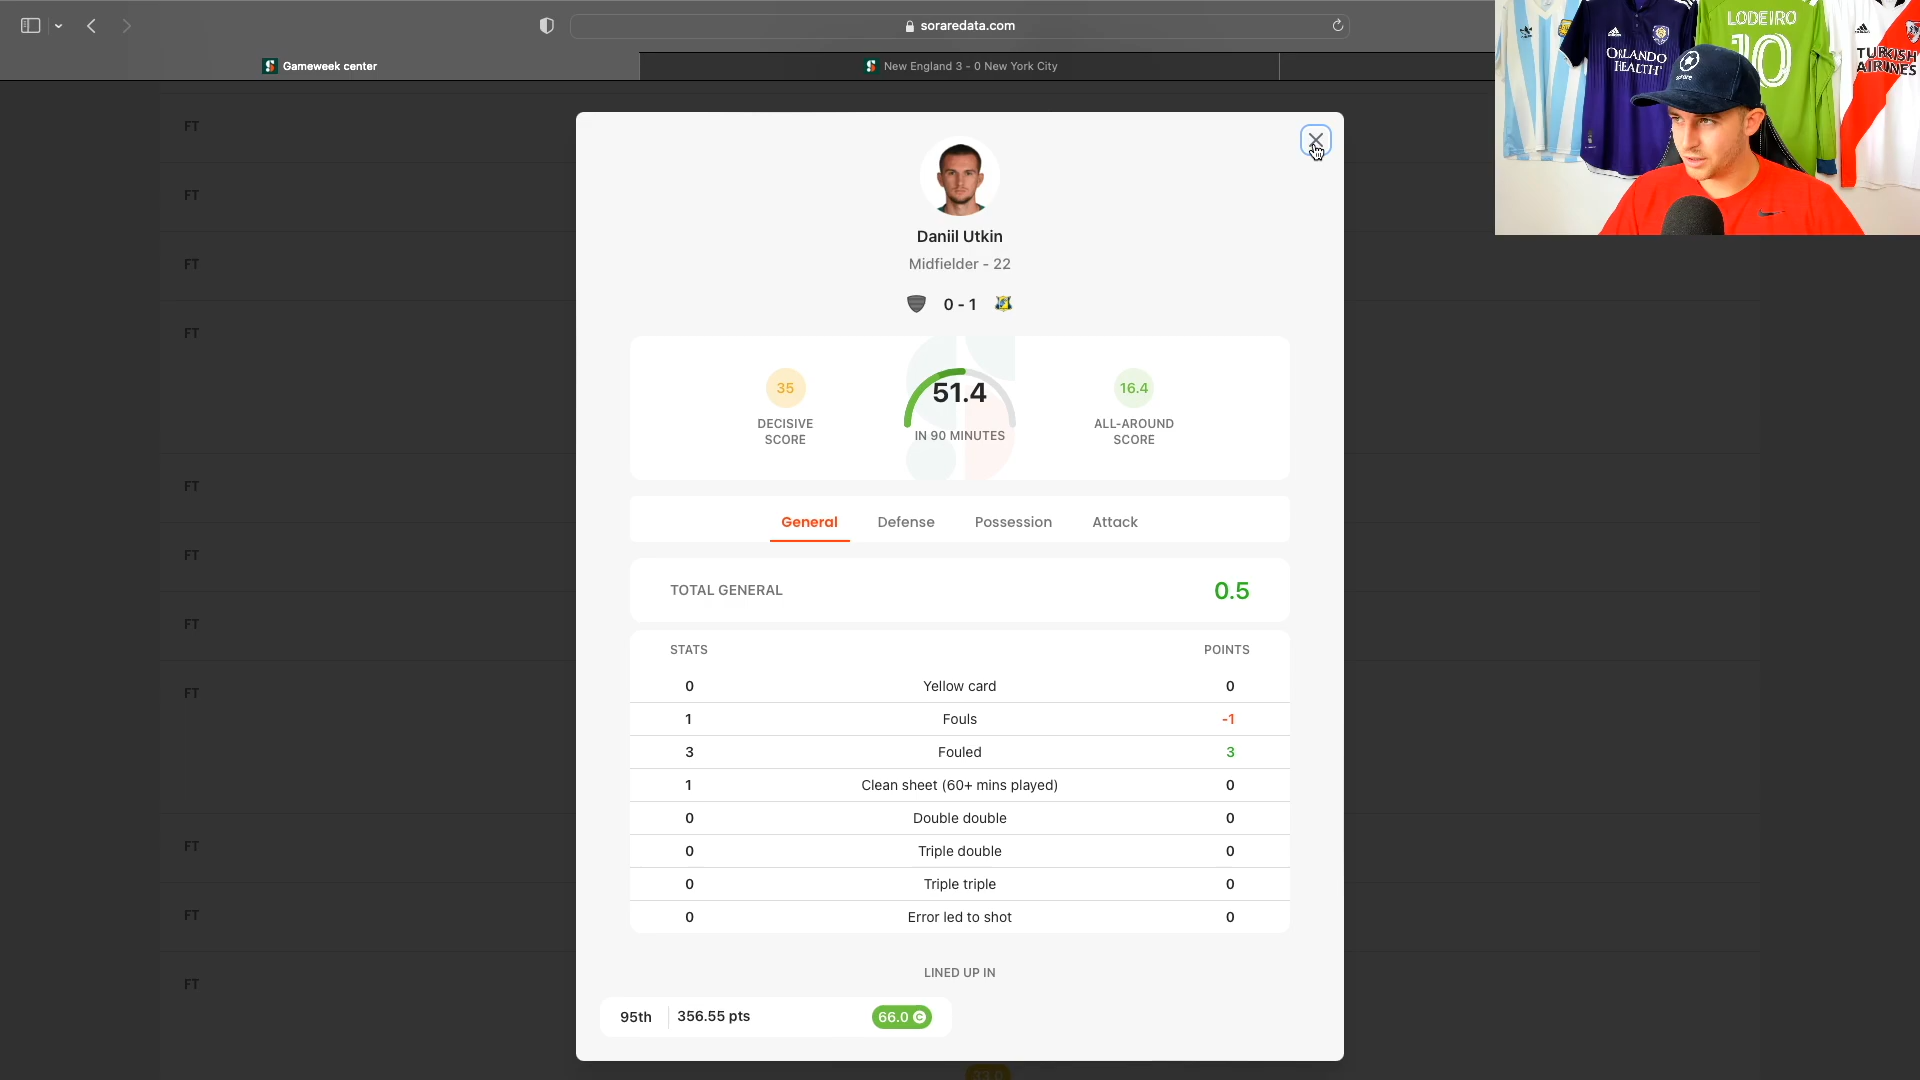 soraredata.com
Gameweek center
New England 3 - 0 New York City
LODEIRO
10
ORLANDO
HEALTH
TURKISH
AIRLINES
sorare
FT
FT
FT
FT
FT
FT
FT
FT
FT
FT
FT
Daniil Utkin
Midfielder - 22
0 - 1
35
DECISIVE
SCORE
51.4
IN 90 MINUTES
16.4
ALL-AROUND
SCORE
General Defense Possession Attack
TOTAL GENERAL 0.5
STATS POINTS
0 Yellow card 0
1 Fouls -1
3 Fouled 3
1 Clean sheet (60+ mins played) 0
0 Double double 0
0 Triple double 0
0 Triple triple 0
0 Error led to shot 0
LINED UP IN
95th 356.55 pts 66.0 C
33.0